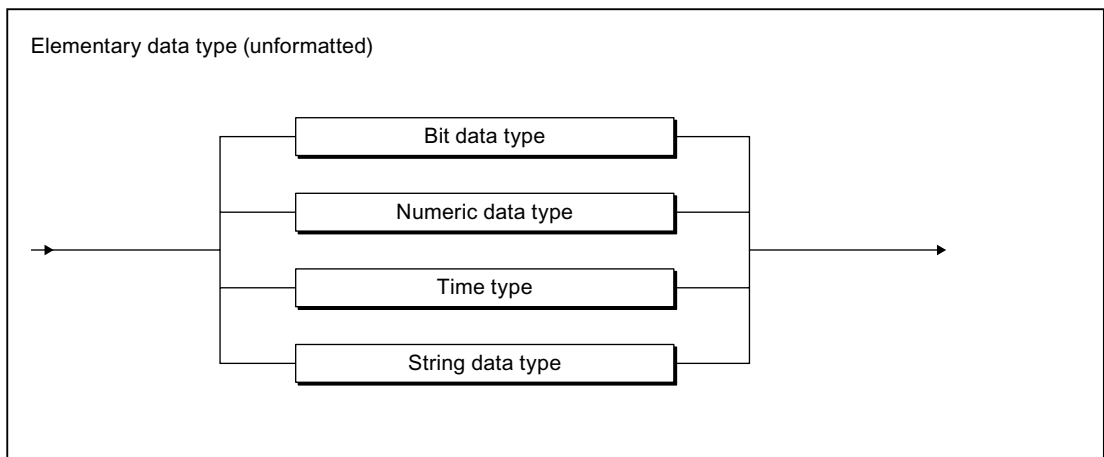 Elementary data type (unformatted)
Bit data type
Numeric data type
Time type
String data type